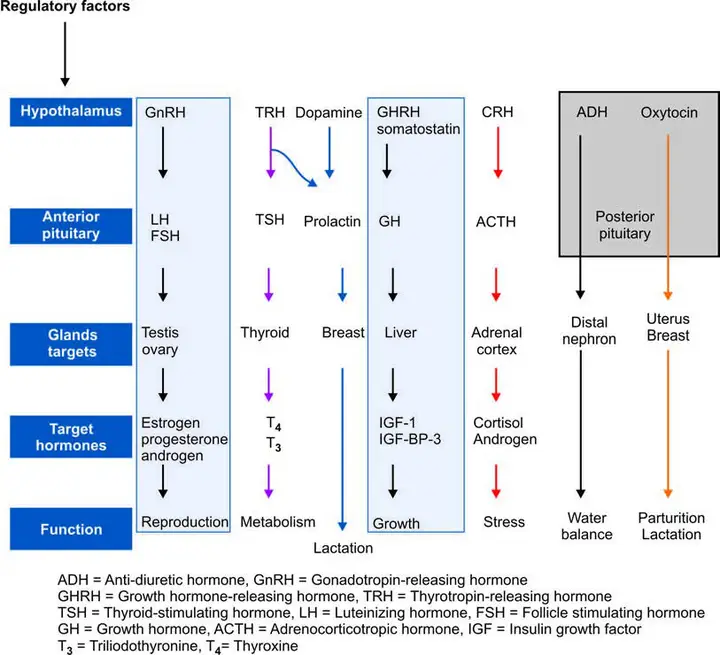 Regulatory factors
Hypothalamus
GnRH
TRH
Dopamine
GHRH
somatostatin
CRH
ADH
Oxytocin
Anterior
pituitary
LH
FSH
TSH
Prolactin
GH
ACTH
Posterior
pituitary
Glands
targets
Testis
ovary
Thyroid
Breast
Liver
Adrenal
cortex
Distal
nephron
Uterus
Breast
Target
hormones
Estrogen
progesterone
androgen
T4
T3
IGF-1
IGF-BP-3
Cortisol
Androgen
Function
Reproduction
Metabolism
Lactation
Growth
Stress
Water
balance
Parturition
Lactation
ADH = Anti-diuretic hormone, GnRH = Gonadotropin-releasing hormone
GHRH = Growth hormone-releasing hormone, TRH = Thyrotropin-releasing hormone
TSH = Thyroid-stimulating hormone, LH = Luteinizing hormone, FSH = Follicle stimulating hormone
GH = Growth hormone, ACTH = Adrenocorticotropic hormone, IGF = Insulin growth factor
T3 = Triliodothyronine, T4= Thyroxine